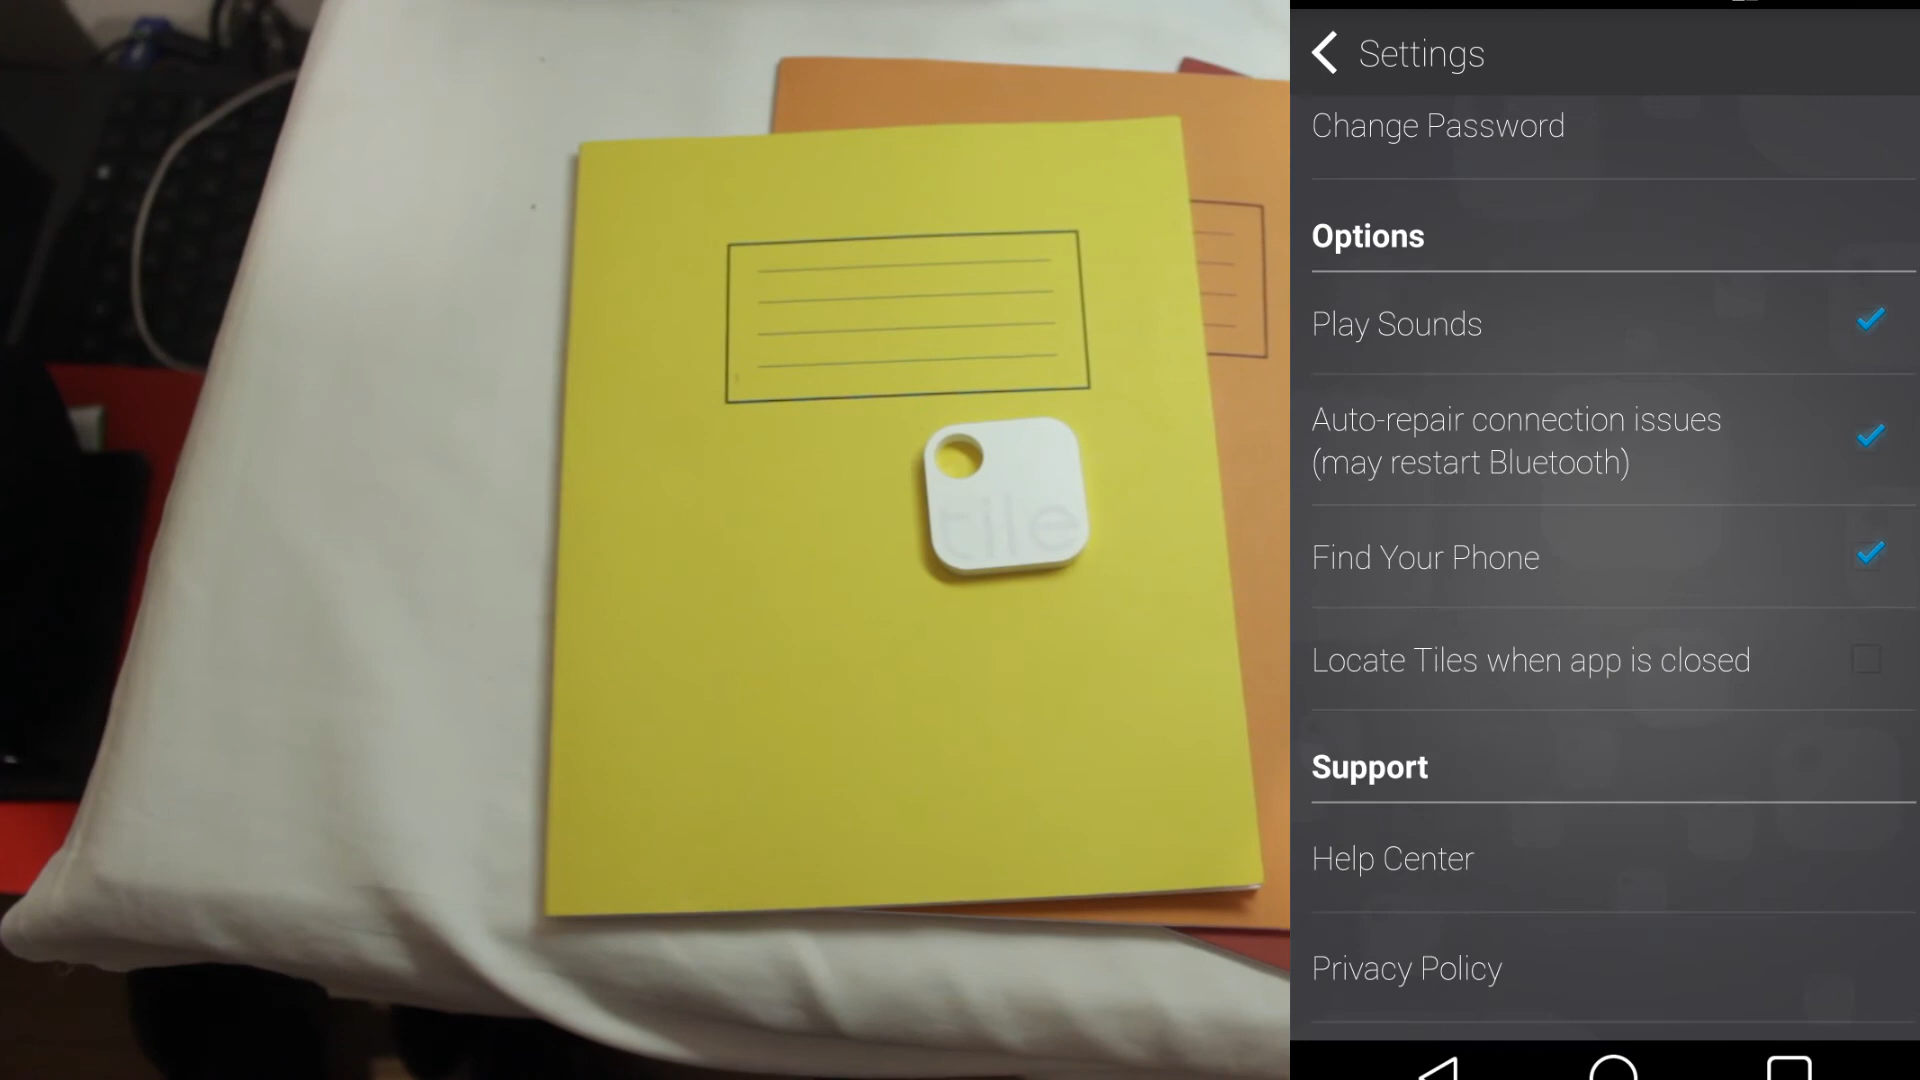 tile
Settings
Change Password
Options
Play Sounds
Auto-repair connection issues
(may restart Bluetooth)
Find Your Phone
Locate Tiles when app is closed
Support
Help Center
Privacy Policy